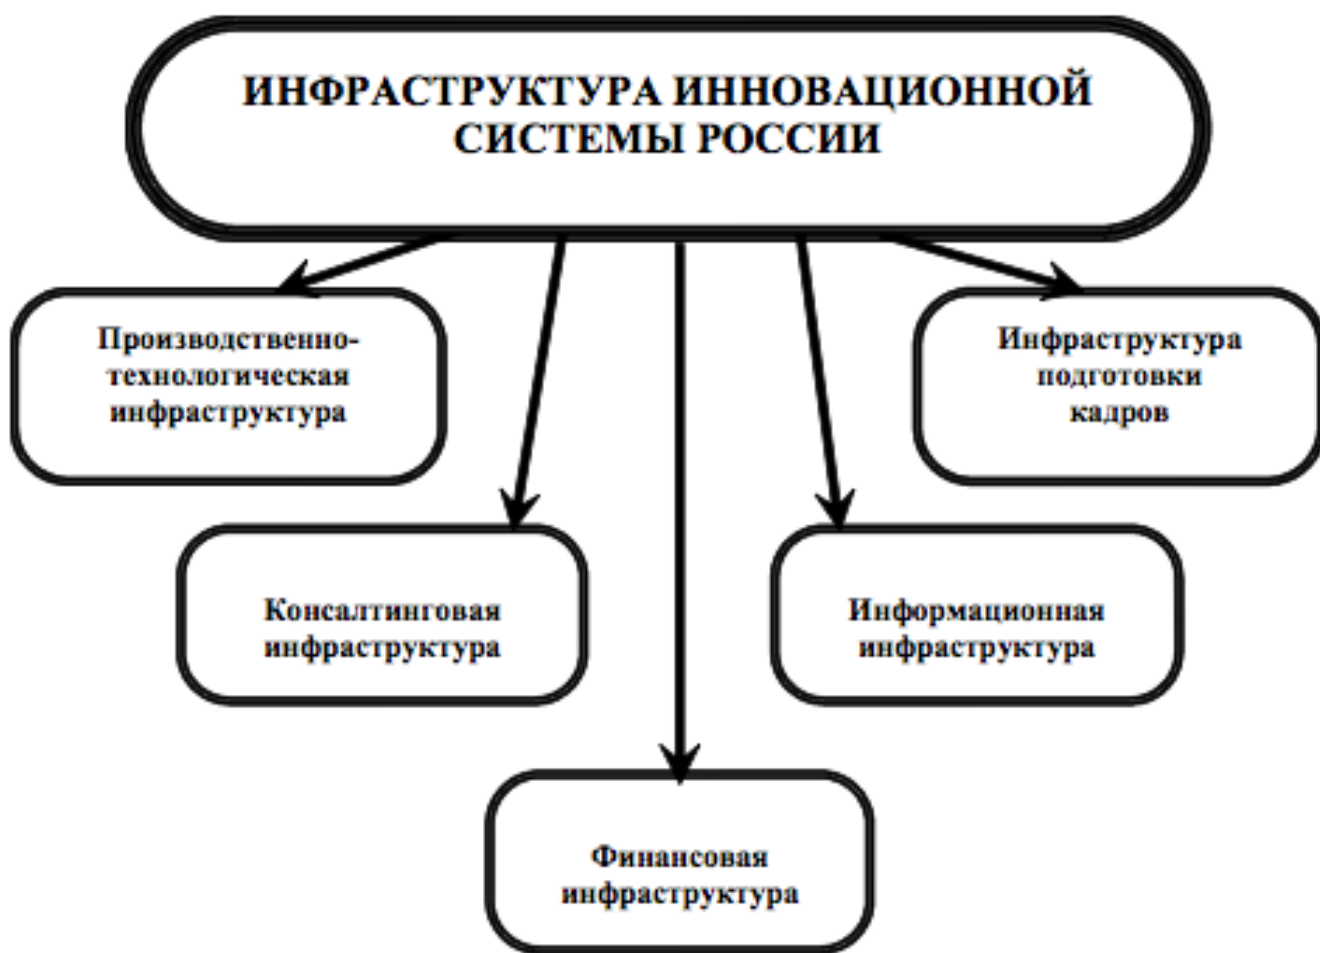 ИНФРАСТРУКТУРА ИННОВАЦИОННОЙ
СИСТЕМЫ РОССИИ
Производственно-
технологическая
инфраструктура
Инфраструктура
подготовки
кадров
Консалтинговая
инфраструктура
Информационная
инфраструктура
Финансовая
инфраструктура